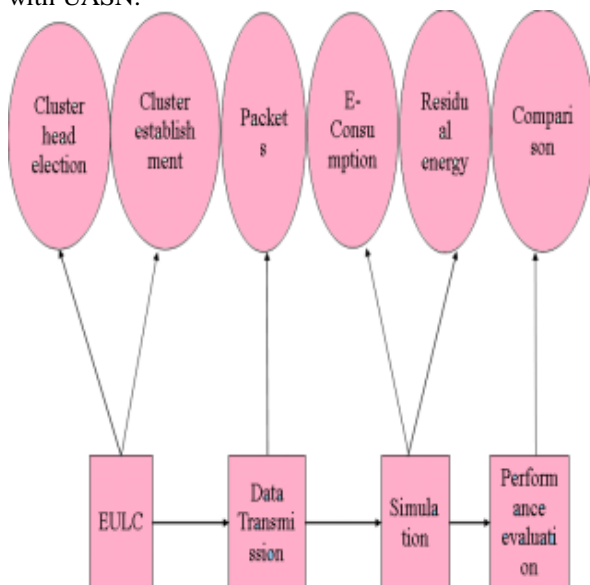 with UASN.
Cluster
head
election
Cluster
establish
ment
Packet
s
E-
Consu
mption
Residu
al
energy
Compari
son
EULC
Data
Transmi
ssion
Simula
tion
Perform
ance
evaluati
on